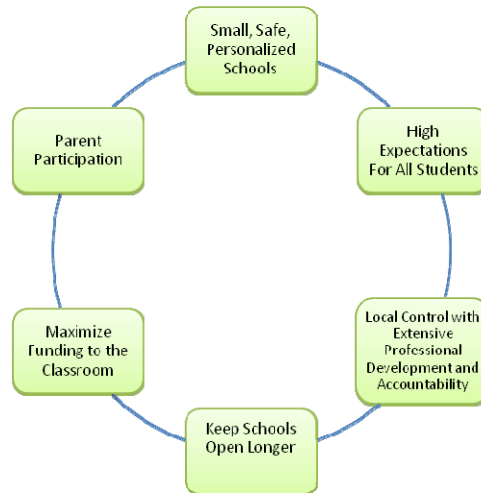 Small, Safe,
Personalized
Schools
High
Expectations
For All Students
Local Control with
Extensive
Professional
Development and
Accountability
Keep Schools
Open Longer
Maximize
Funding to the
Classroom
Parent
Participation